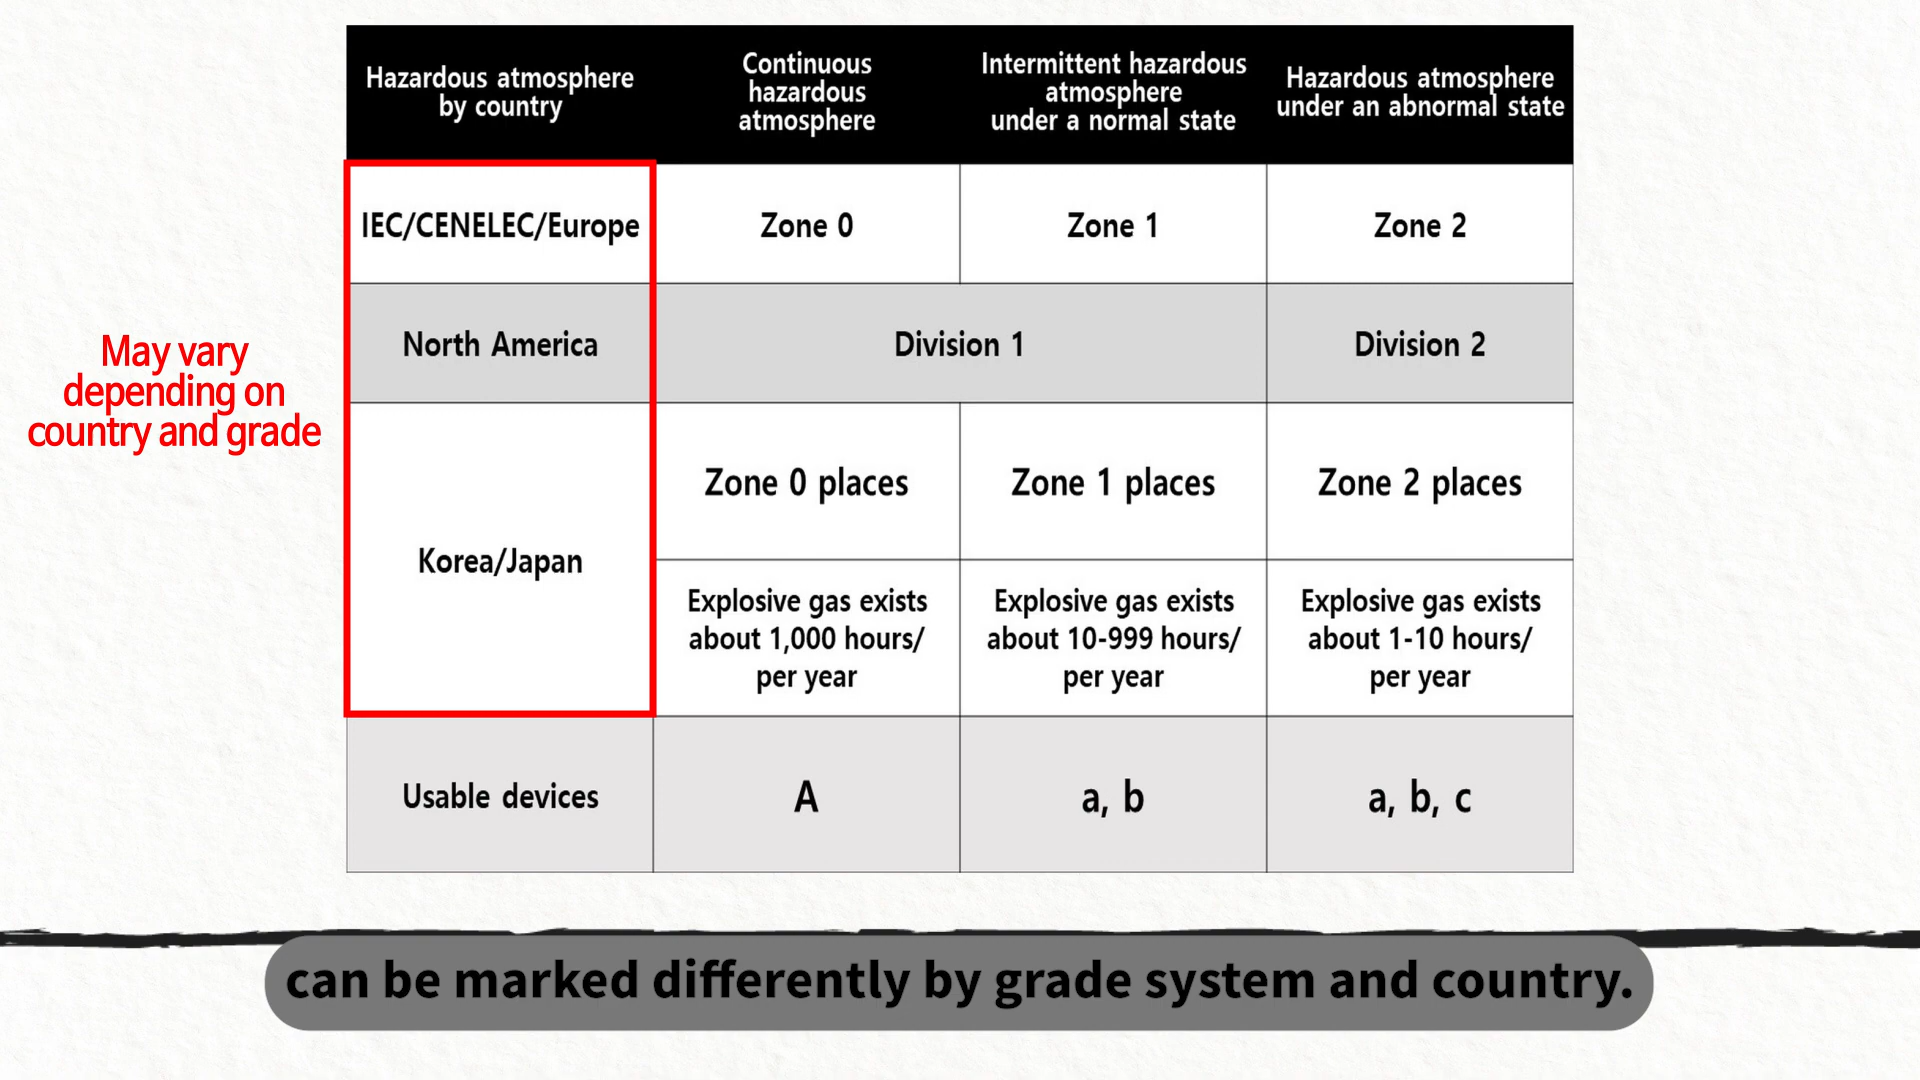 Hazardous atmosphere
by country
Continuous
hazardous
atmosphere
Intermittent hazardous
atmosphere
under a normal state
Hazardous atmosphere
under an abnormal state
IEC/CENELEC/Europe
Zone 0
Zone 1
Zone 2
May vary
depending on
country and grade
North America
Division 1
Division 2
Korea/Japan
Zone 0 places
Zone 1 places
Zone 2 places
Explosive gas exists
about 1,000 hours/
per year
Explosive gas exists
about 10-999 hours/
per year
Explosive gas exists
about 1-10 hours/
per year
Usable devices
A
a, b
a, b, c
can be marked differently by grade system and country.